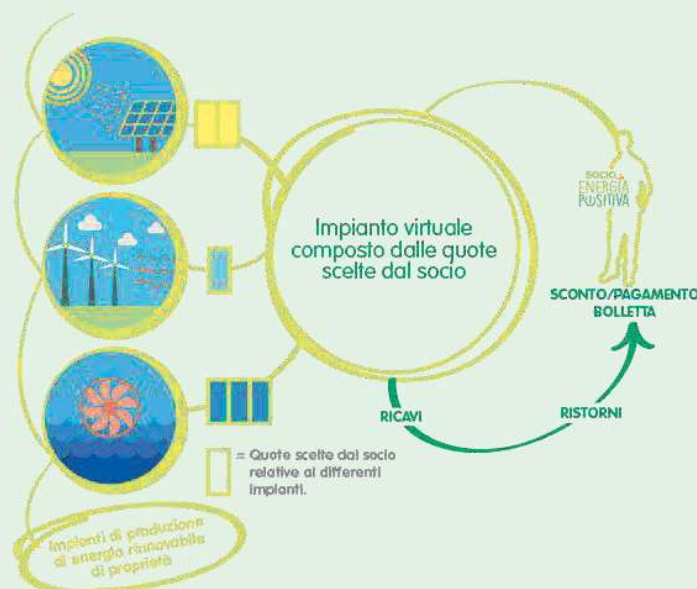 Impianto virtuale
composto dalle quote
scelte dal socio
SOCIO
ENERGIA
POSITIVA
SCONTO/PAGAMENTO
BOLLETTA
RICAVI
RISTORNI
= Quote scelte dal socio
relative ai differenti
impianti.
Impianti di produzione
di energia rinnovabile
di proprietà